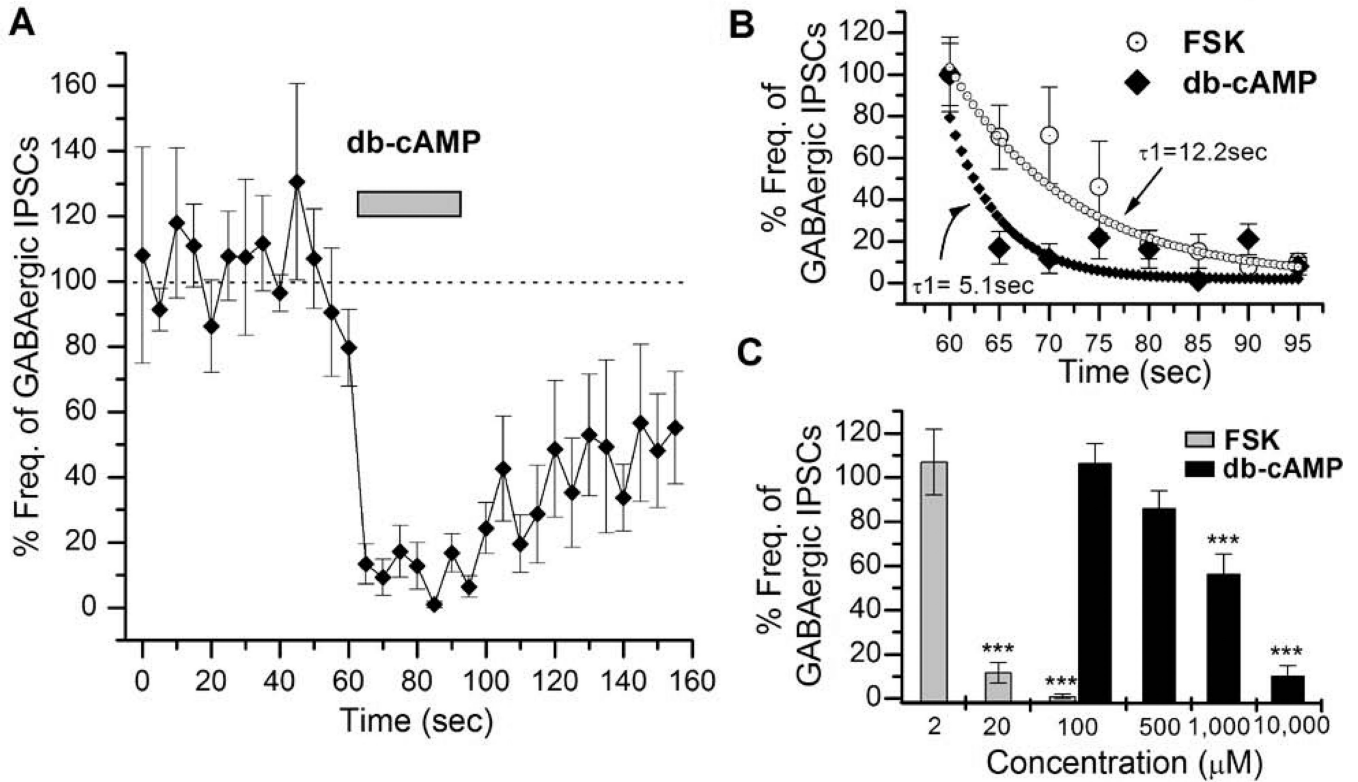 A
% Freq. of GABAergic IPSCs
160
140
120
100
80
60
40
20
0
db-cAMP
0 20 40 60 80 100 120 140 160
Time (sec)
B
% Freq. of
GABAergic IPSCs
120
100
80
60
40
20
0
FSK
db-cAMP
τ1=12.2sec
τ1= 5.1sec
60 65 70 75 80 85 90 95
Time (sec)
C
% Freq. of
GABAergic IPSCs
120
100
80
60
40
20
0
FSK
db-cAMP
***
***
***
***
2 20 100 500 1,000 10,000
Concentration (μM)